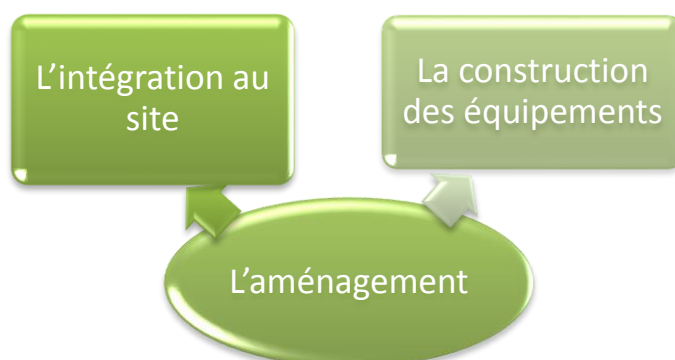 L’intégration au
site
La construction
des équipements
L’aménagement